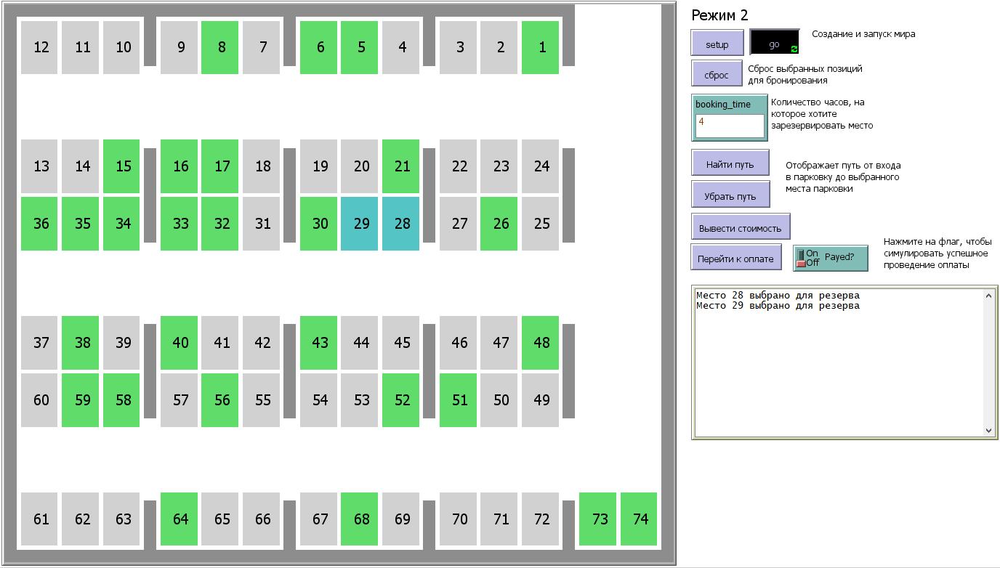 12 11 10 9 8 7 6 5 4 3 2 1
13 14 15 16 17 18 19 20 21 22 23 24
36 35 34 33 32 31 30 29 28 27 26 25
37 38 39 40 41 42 43 44 45 46 47 48
60 59 58 57 56 55 54 53 52 51 50 49
61 62 63 64 65 66 67 68 69 70 71 72 73 74
Режим 2
setup
go
Создание и запуск мира
сброс
Сброс выбранных позиций
для бронирования
booking_time
4
Количество часов, на
которое хотите
зарезервировать место
Найти путь
Убрать путь
Отображает путь от входа
в парковку до выбранного
места парковки
Вывести стоимость
Перейти к оплате
On
Off
Payed?
Нажмите на флаг, чтобы
симулировать успешное
проведение оплаты
Место 28 выбрано для резерва
Место 29 выбрано для резерва